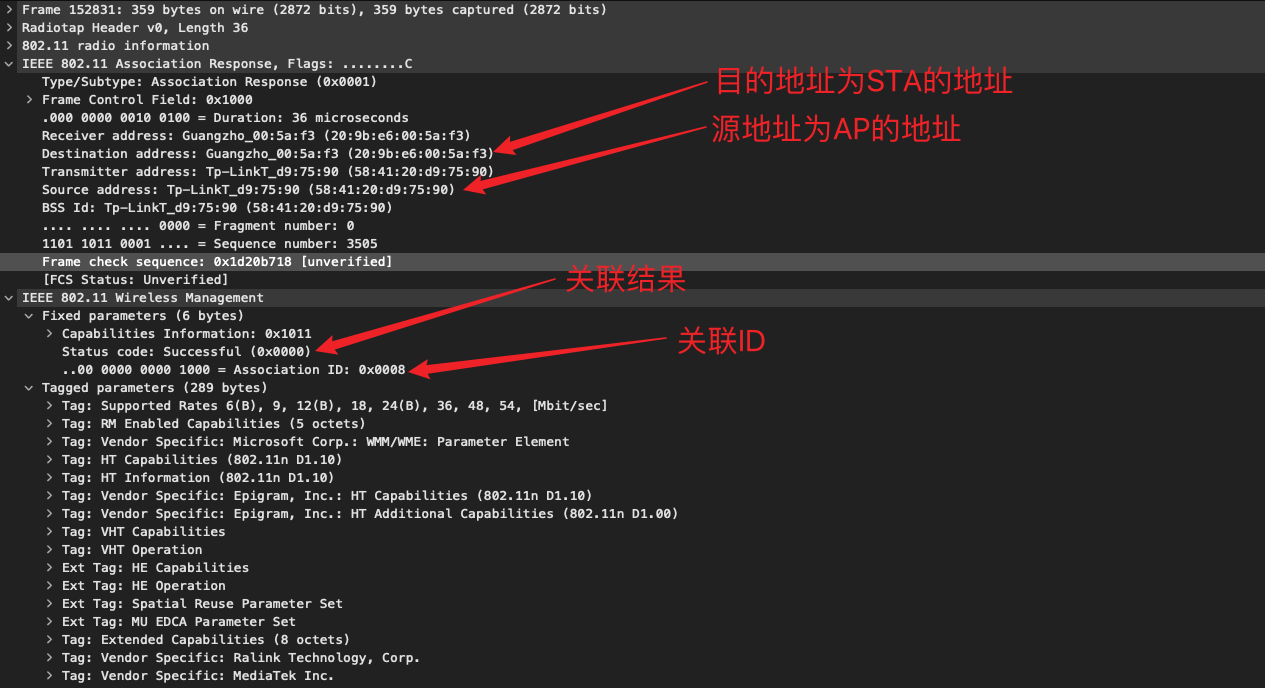 Frame 152831: 359 bytes on wire (2872 bits), 359 bytes captured (2872 bits)
Radiotap Header v0, Length 36
802.11 radio information
IEEE 802.11 Association Response, Flags: ........C
Type/Subtype: Association Response (0x0001)
目的地址为STA的地址
Frame Control Field: 0x1000
.000 0000 0010 0100 = Duration: 36 microseconds
源地址为AP的地址
Receiver address: Guangzho_00:5a:f3 (20:9b:e6:00:5a:f3)
Destination address: Guangzho_00:5a:f3 (20:9b:e6:00:5a:f3)
Transmitter address: Tp-LinkT_d9:75:90 (58:41:20:d9:75:90)
Source address: Tp-LinkT_d9:75:90 (58:41:20:d9:75:90)
BSS Id: Tp-LinkT_d9:75:90 (58:41:20:d9:75:90)
.... .... .... 0000 = Fragment number: 0
1101 1011 0001 .... = Sequence number: 3505
Frame check sequence: 0x1d20b718 [unverified]
[FCS Status: Unverified]
关联结果
IEEE 802.11 Wireless Management
Fixed parameters (6 bytes)
Capabilities Information: 0x1011
关联ID
Status code: Successful (0x0000)
..00 0000 0000 1000 = Association ID: 0x0008
Tagged parameters (289 bytes)
Tag: Supported Rates 6(B), 9, 12(B), 18, 24(B), 36, 48, 54, [Mbit/sec]
Tag: RM Enabled Capabilities (5 octets)
Tag: Vendor Specific: Microsoft Corp.: WMM/WME: Parameter Element
Tag: HT Capabilities (802.11n D1.10)
Tag: HT Information (802.11n D1.10)
Tag: Vendor Specific: Epigram, Inc.: HT Capabilities (802.11n D1.10)
Tag: Vendor Specific: Epigram, Inc.: HT Additional Capabilities (802.11n D1.00)
Tag: VHT Capabilities
Tag: VHT Operation
Ext Tag: HE Capabilities
Ext Tag: HE Operation
Ext Tag: Spatial Reuse Parameter Set
Ext Tag: MU EDCA Parameter Set
Tag: Extended Capabilities (8 octets)
Tag: Vendor Specific: Ralink Technology, Corp.
Tag: Vendor Specific: MediaTek Inc.